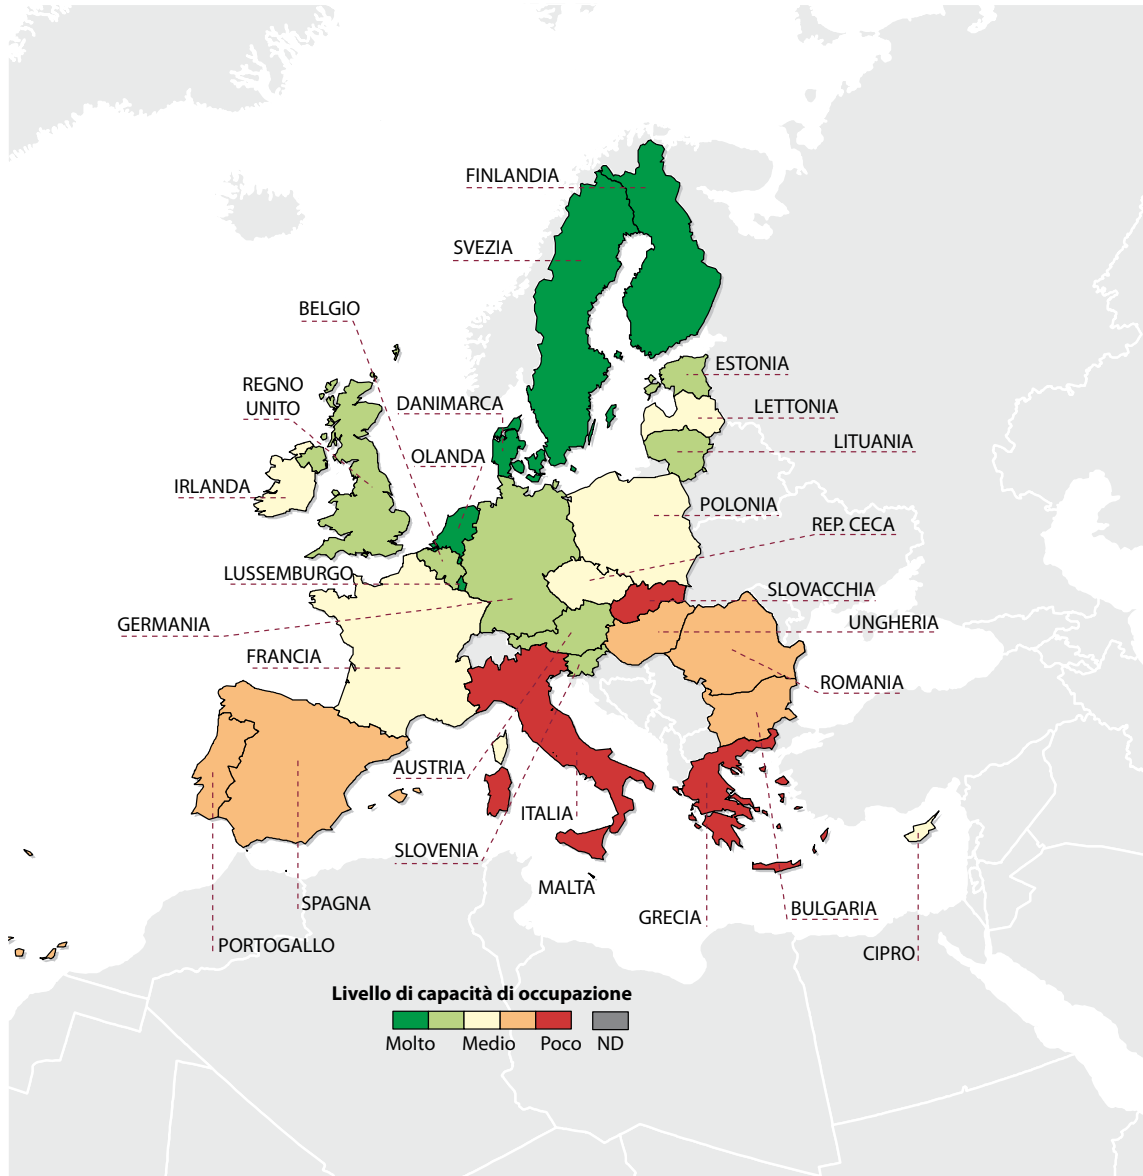 FINLANDIA
SVEZIA
BELGIO
ESTONIA
REGNO
UNITO
DANIMARCA
LETTONIA
LITUANIA
OLANDA
IRLANDA
POLONIA
REP. CECA
LUSSEMBURGO
SLOVACCHIA
GERMANIA
UNGHERIA
FRANCIA
ROMANIA
AUSTRIA
ITALIA
SLOVENIA
MALTA
SPAGNA
GRECIA
BULGARIA
PORTOGALLO
CIPRO
Livello di capacità di occupazione
Molto Medio Poco ND